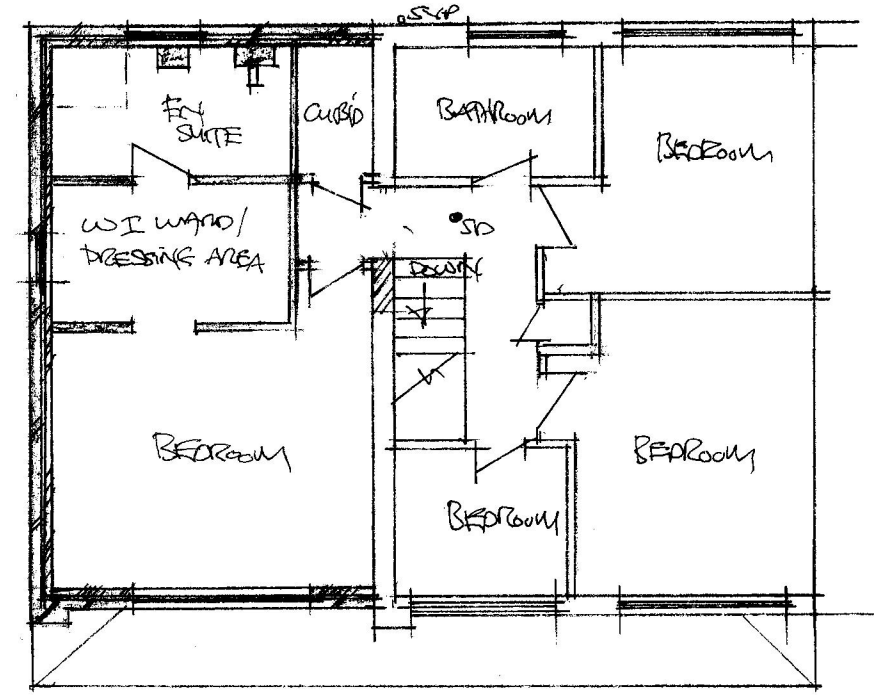 SVP
EN
SUITE
CUB'D
BATHROOM
BEDROOM
W I WARD/
DRESSING AREA
SD
DOWN
BEDROOM
BEDROOM
BEDROOM